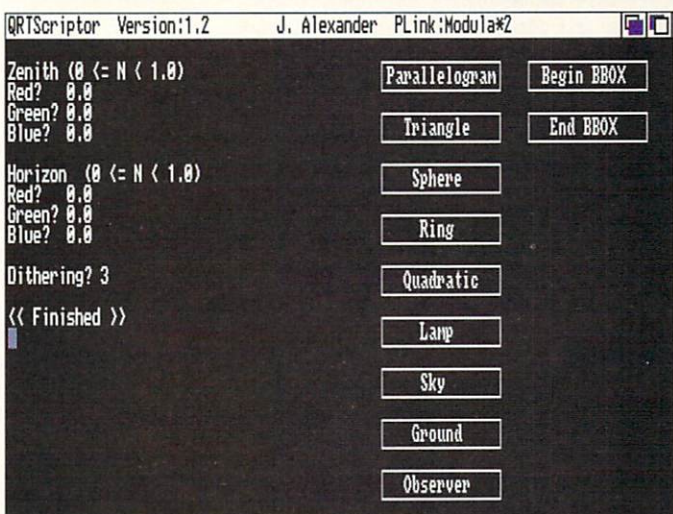 QRTScriptor Version:1.2 J. Alexander PLink:Modula*2
Zenith (0 <= N < 1.0)
Red? 0.0
Green? 0.0
Blue? 0.0
Horizon (0 <= N < 1.0)
Red? 0.0
Green? 0.0
Blue? 0.0
Dithering? 3
<< Finished >>
Parallelogram
Triangle
Sphere
Ring
Quadratic
Lamp
Sky
Ground
Observer
Begin BBOX
End BBOX